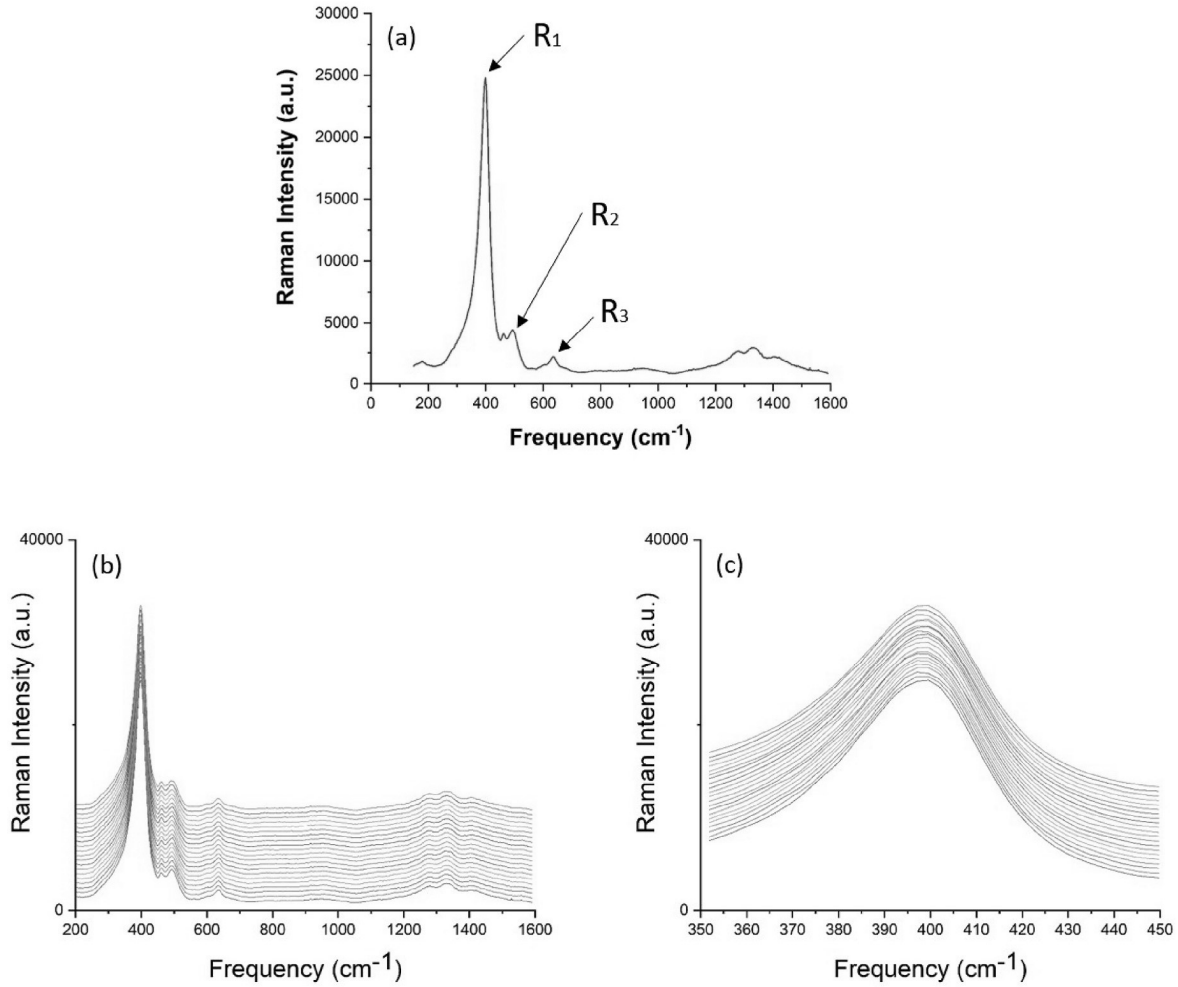 (a)
R1
R2
R3
30000
25000
20000
15000
10000
5000
0
Raman Intensity (a.u.)
0 200 400 600 800 1000 1200 1400 1600
Frequency (cm-1)
(b)
40000
0
Raman Intensity (a.u.)
200 400 600 800 1000 1200 1400 1600
Frequency (cm-1)
(c)
40000
0
Raman Intensity (a.u.)
350 360 370 380 390 400 410 420 430 440 450
Frequency (cm-1)